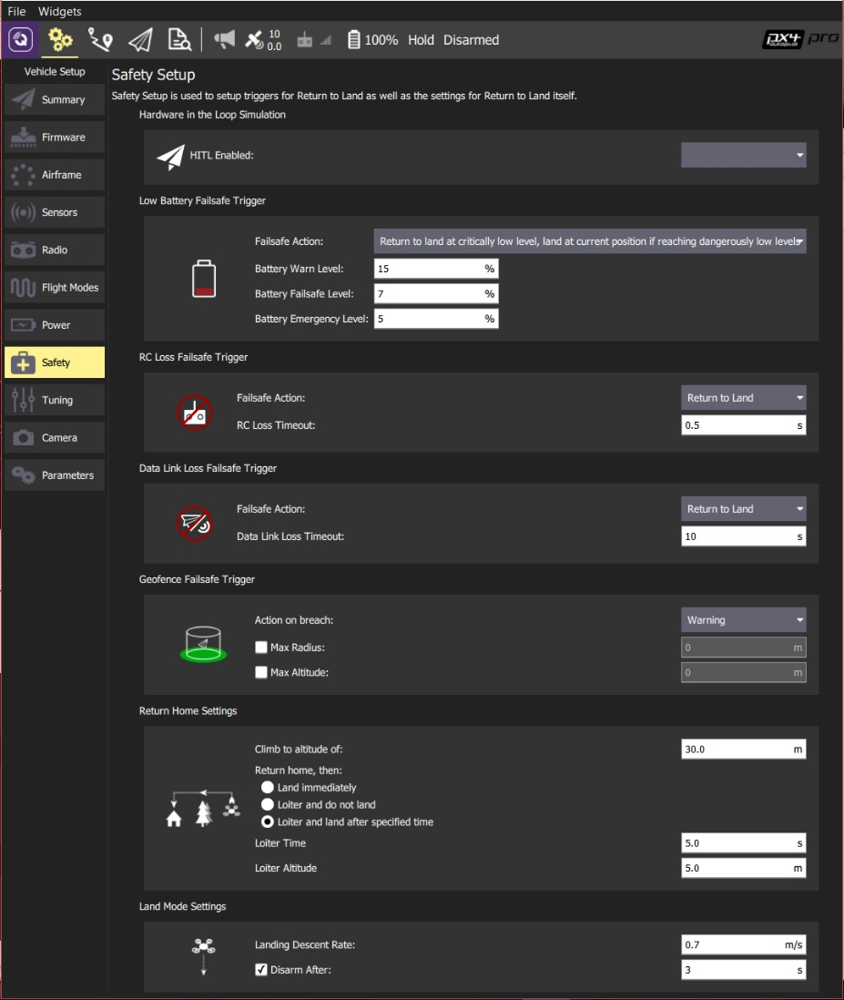 File Widgets
10
0.0
100% Hold Disarmed
px4 pro
autopilot
Vehicle Setup
Summary
Firmware
Airframe
Sensors
Radio
Flight Modes
Power
Safety
Tuning
Camera
Parameters
Safety Setup
Safety Setup is used to setup triggers for Return to Land as well as the settings for Return to Land itself.
Hardware in the Loop Simulation
HITL Enabled:
Low Battery Failsafe Trigger
Failsafe Action: Return to land at critically low level, land at current position if reaching dangerously low levels
Battery Warn Level: 15 %
Battery Failsafe Level: 7 %
Battery Emergency Level: 5 %
RC Loss Failsafe Trigger
Failsafe Action: Return to Land
RC Loss Timeout: 0.5 s
Data Link Loss Failsafe Trigger
Failsafe Action: Return to Land
Data Link Loss Timeout: 10 s
Geofence Failsafe Trigger
Action on breach: Warning
Max Radius: 0 m
Max Altitude: 0 m
Return Home Settings
Climb to altitude of: 30.0 m
Return home, then:
Land immediately
Loiter and do not land
Loiter and land after specified time
Loiter Time 5.0 s
Loiter Altitude 5.0 m
Land Mode Settings
Landing Descent Rate: 0.7 m/s
Disarm After: 3 s